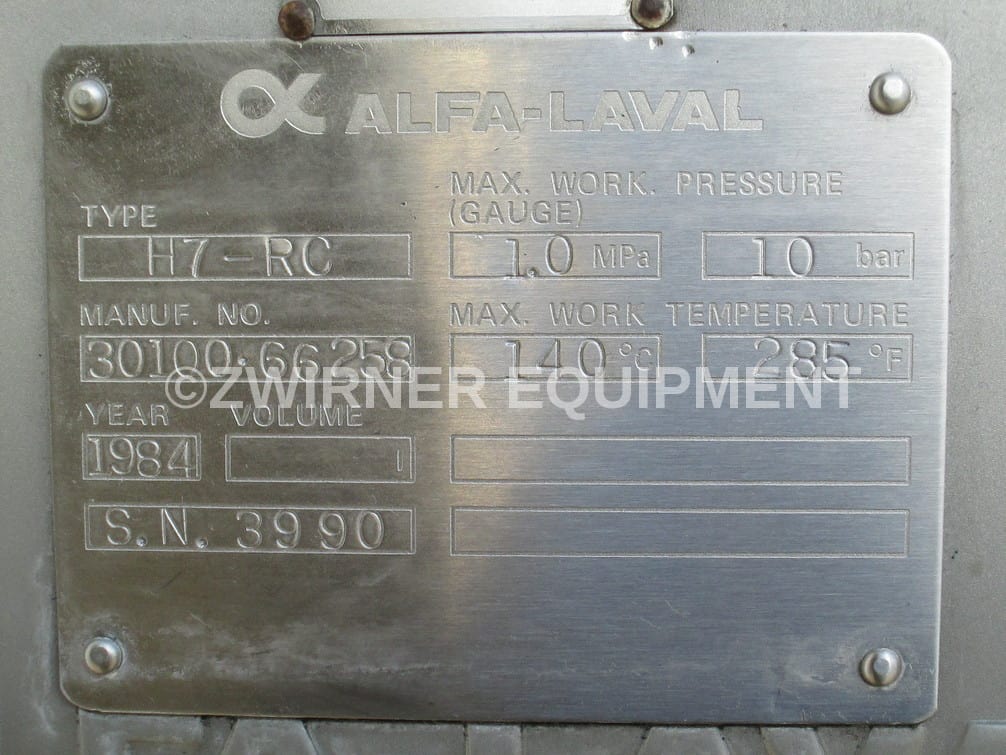 ALFA-LAVAL
MAX. WORK. PRESSURE
(GAUGE)
TYPE
H7-RC
1.0 MPa
10 bar
MANUF. NO.
MAX. WORK TEMPERATURE
30100.66258
140 °C
285 °F
©ZWIRNER EQUIPMENT
YEAR
VOLUME
1984
l
S.N. 3990